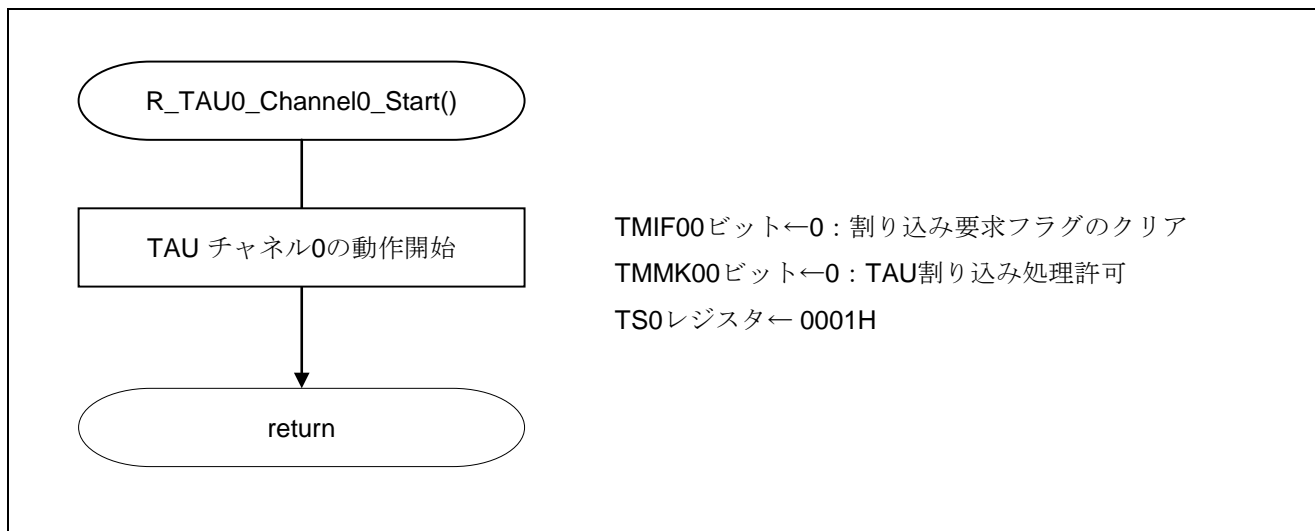 R_TAU0_Channel0_Start()
TAU チャネル0の動作開始
TMIF00ビット←0：割り込み要求フラグのクリア
TMMK00ビット←0：TAU割り込み処理許可
TS0レジスタ← 0001H
return